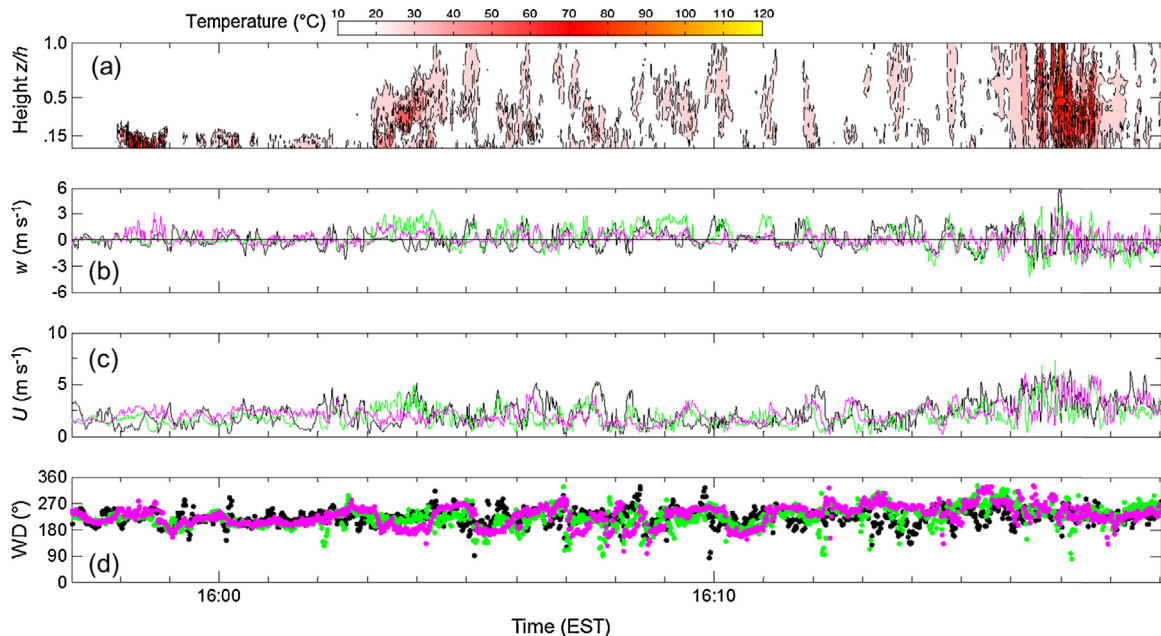 Temperature (°C)
10 20 30 40 50 60 70 80 90 100 110 120
(a)
Height z/h
1.0
0.5
.15
(b)
w (m s⁻¹)
6
3
0
-3
-6
(c)
U (m s⁻¹)
10
5
0
(d)
WD (°)
360
270
180
90
0
16:00 16:10
Time (EST)